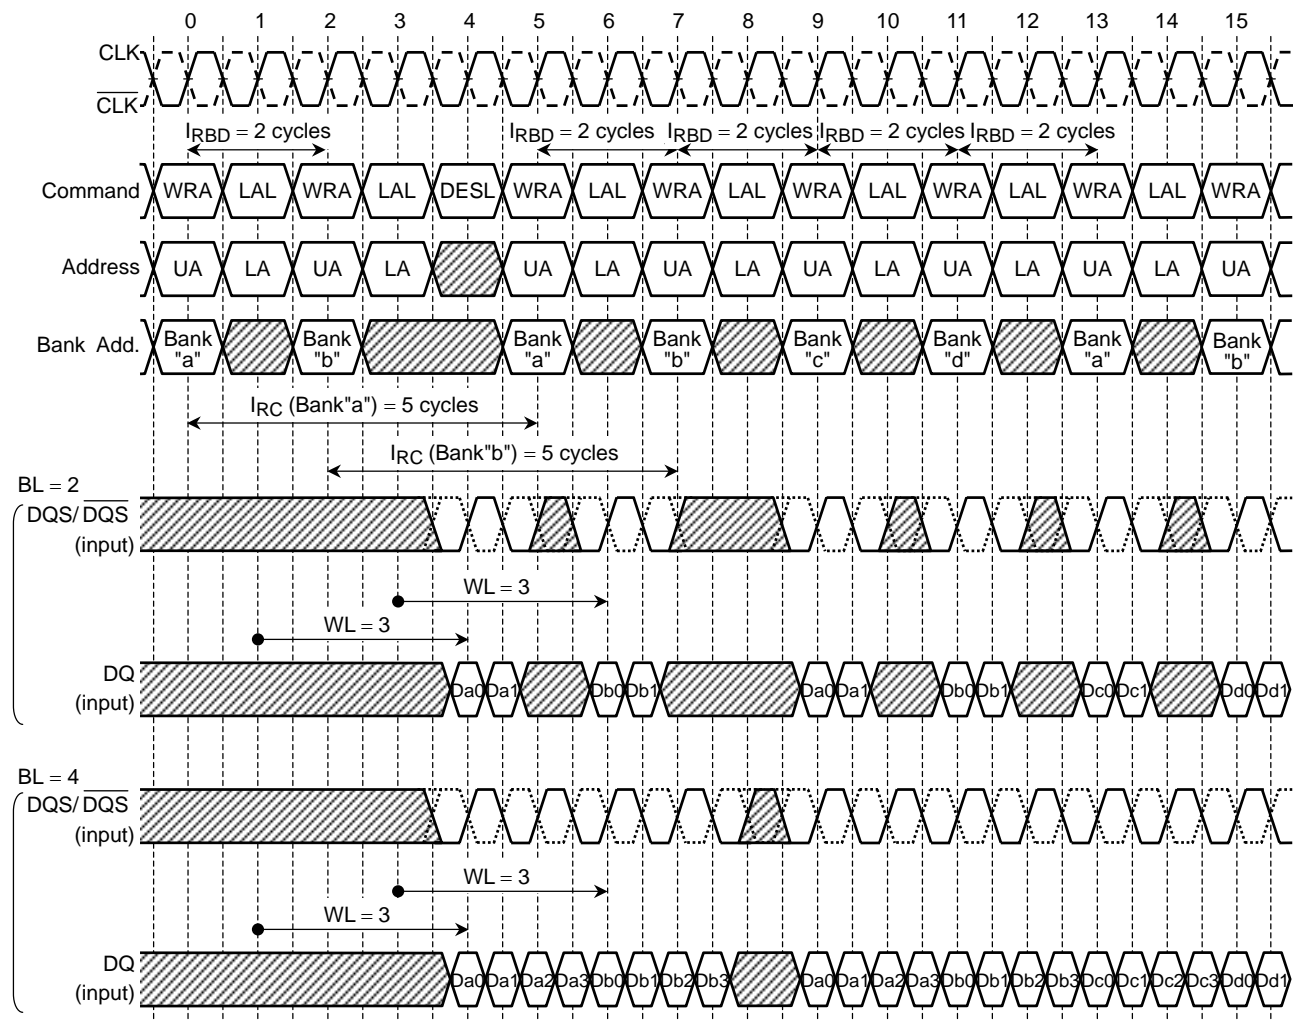 0 1 2 3 4 5 6 7 8 9 10 11 12 13 14 15
CLK
CLK
IRBD = 2 cycles IRBD = 2 cycles IRBD = 2 cycles IRBD = 2 cycles IRBD = 2 cycles
Command WRA LAL WRA LAL DESL WRA LAL WRA LAL WRA LAL WRA LAL WRA LAL WRA
Address UA LA UA LA UA LA UA LA UA LA UA LA UA LA UA
Bank Add. Bank "a" Bank "b" Bank "a" Bank "b" Bank "c" Bank "d" Bank "a" Bank "b"
IRC (Bank"a") = 5 cycles
IRC (Bank"b") = 5 cycles
BL = 2
DQS/ DQS
(input)
WL = 3
WL = 3
DQ
(input)
Da0 Da1 Db0 Db1 Da0 Da1 Db0 Db1 Dc0 Dc1 Dd0 Dd1
BL = 4
DQS/ DQS
(input)
WL = 3
WL = 3
DQ
(input)
Da0 Da1 Da2 Da3 Db0 Db1 Db2 Db3 Da0 Da1 Da2 Da3 Db0 Db1 Db2 Db3 Dc0 Dc1 Dc2 Dc3 Dd0 Dd1